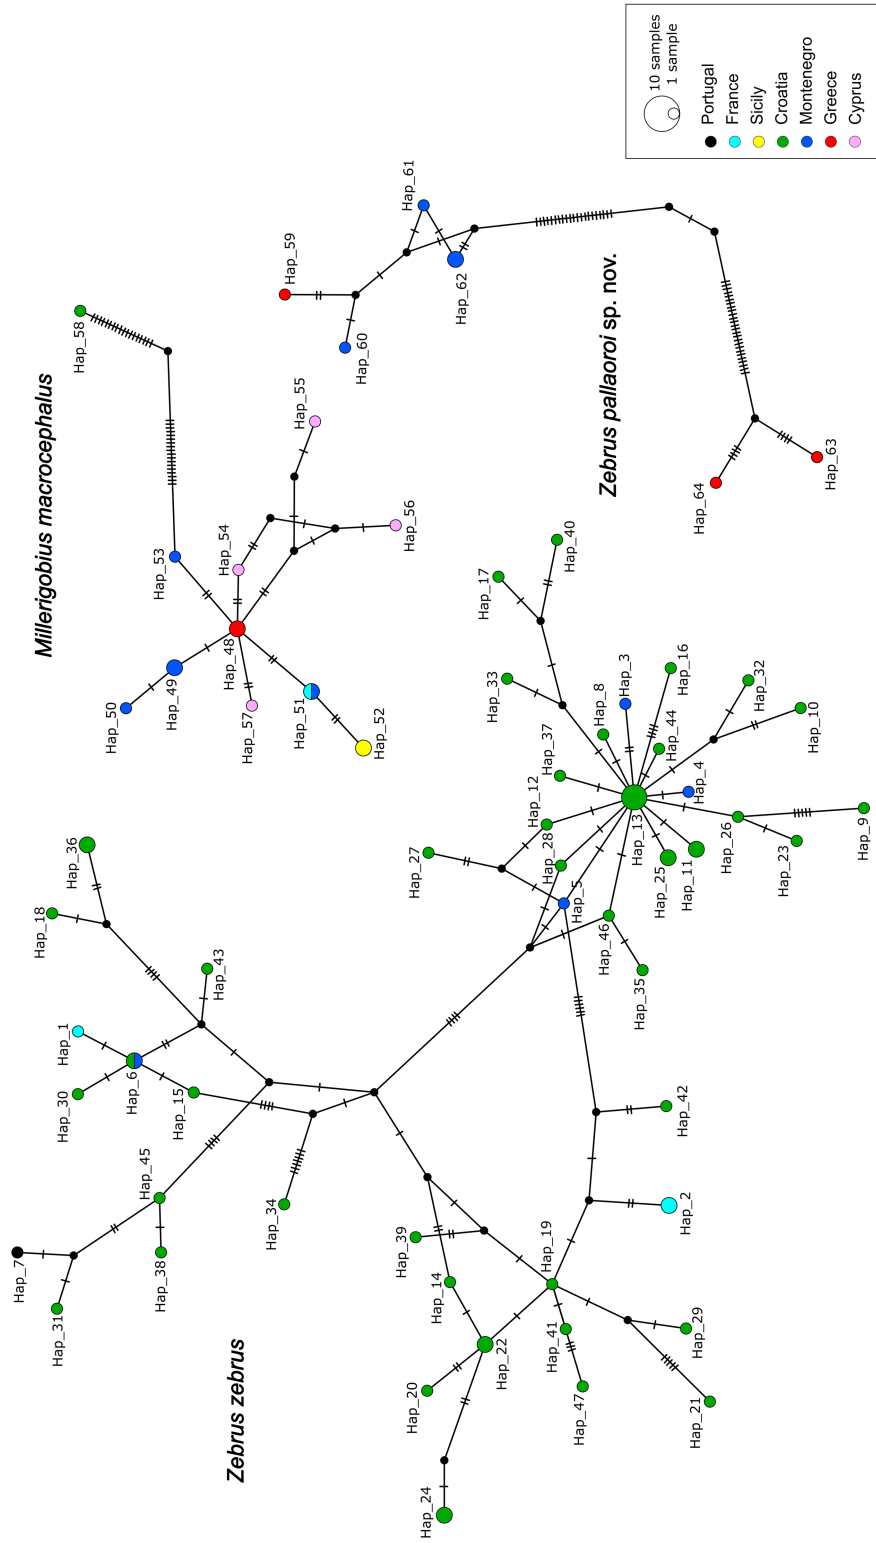 Millerigobius macrocephalus
Hap_58
Hap_53
Hap_54
Hap_55
Hap_56
Hap_48
Hap_49
Hap_50
Hap_57
Hap_51
Hap_52
Zebrus pallaoroi sp. nov.
Hap_59
Hap_60
Hap_61
Hap_62
Hap_63
Hap_64
Zebrus zebrus
Hap_36
Hap_18
Hap_43
Hap_1
Hap_6
Hap_30
Hap_15
Hap_45
Hap_34
Hap_7
Hap_38
Hap_31
Hap_39
Hap_14
Hap_19
Hap_22
Hap_20
Hap_41
Hap_47
Hap_29
Hap_21
Hap_24
Hap_2
Hap_42
Hap_27
Hap_12
Hap_28
Hap_5
Hap_46
Hap_35
Hap_37
Hap_33
Hap_17
Hap_40
Hap_8
Hap_3
Hap_16
Hap_44
Hap_32
Hap_10
Hap_4
Hap_13
Hap_25
Hap_11
Hap_26
Hap_23
Hap_9
10 samples
1 sample
Portugal
France
Sicily
Croatia
Montenegro
Greece
Cyprus